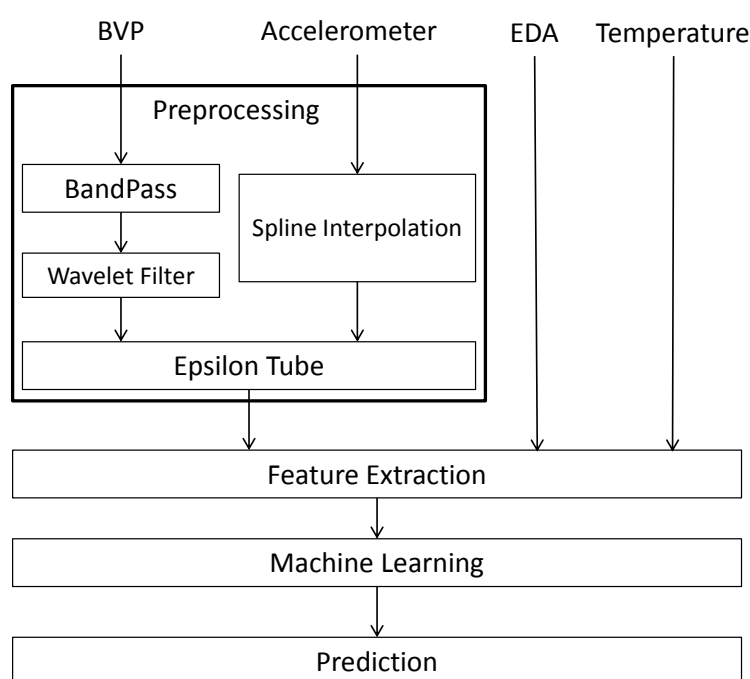 BVP
Accelerometer
EDA
Temperature
Preprocessing
BandPass
Spline Interpolation
Wavelet Filter
Epsilon Tube
Feature Extraction
Machine Learning
Prediction